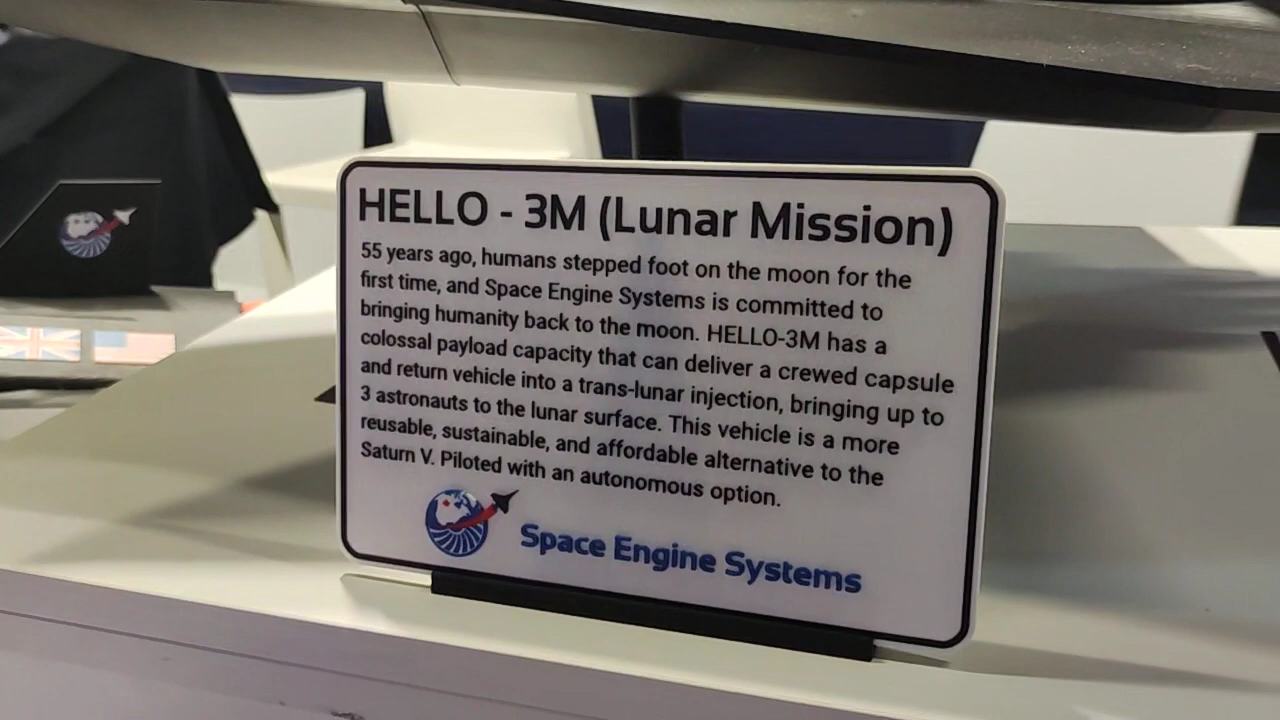 HELLO - 3M (Lunar Mission)
55 years ago, humans stepped foot on the moon for the
first time, and Space Engine Systems is committed to
bringing humanity back to the moon. HELLO-3M has a
colossal payload capacity that can deliver a crewed capsule
and return vehicle into a trans-lunar injection, bringing up to
3 astronauts to the lunar surface. This vehicle is a more
reusable, sustainable, and affordable alternative to the
Saturn V. Piloted with an autonomous option.
Space Engine Systems